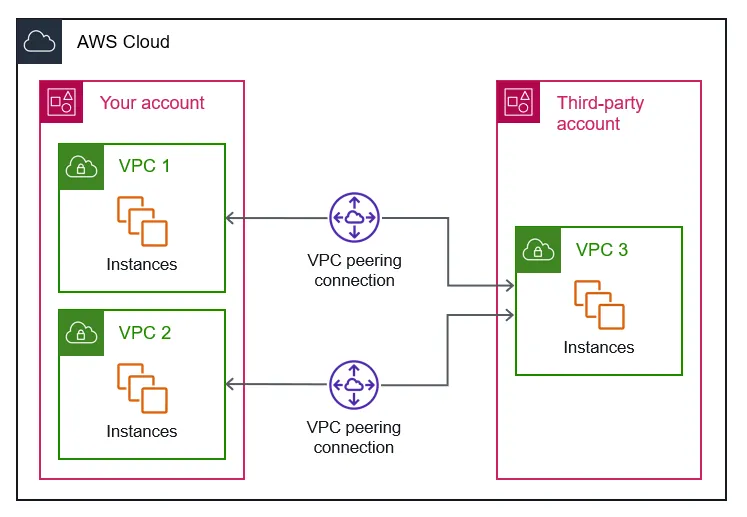 AWS Cloud
Your account
VPC 1
Instances
VPC 2
Instances
VPC peering
connection
VPC peering
connection
Third-party
account
VPC 3
Instances